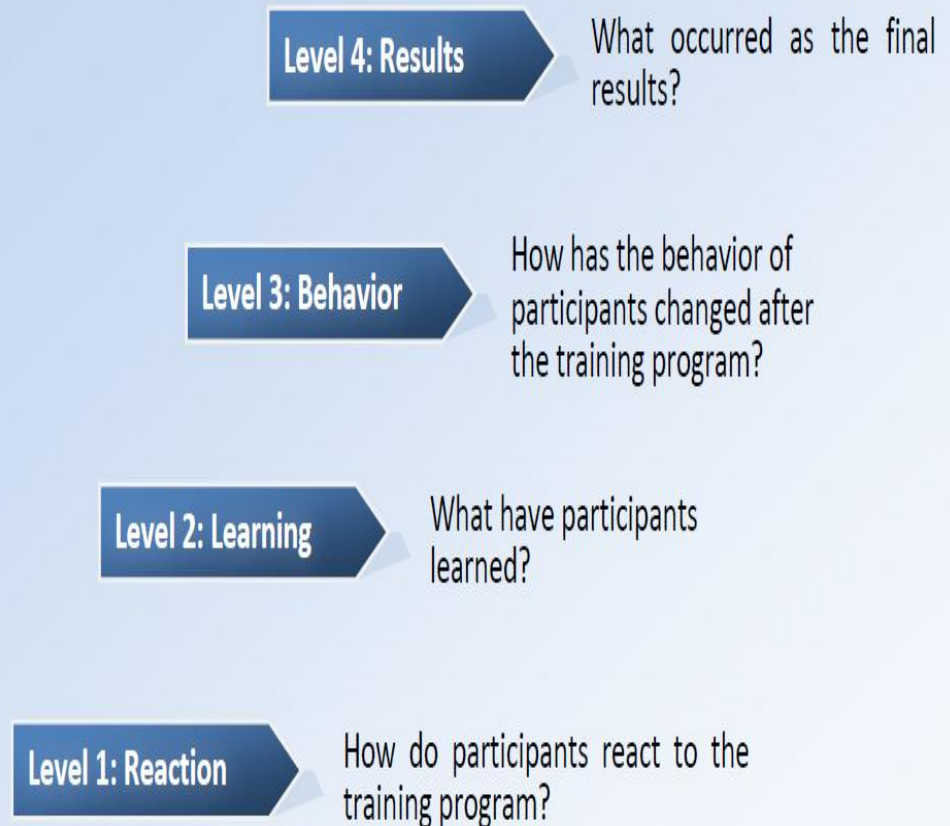 Level 4: Results
What occurred as the final
results?
Level 3: Behavior
How has the behavior of
participants changed after
the training program?
Level 2: Learning
What have participants
learned?
Level 1: Reaction
How do participants react to the
training program?